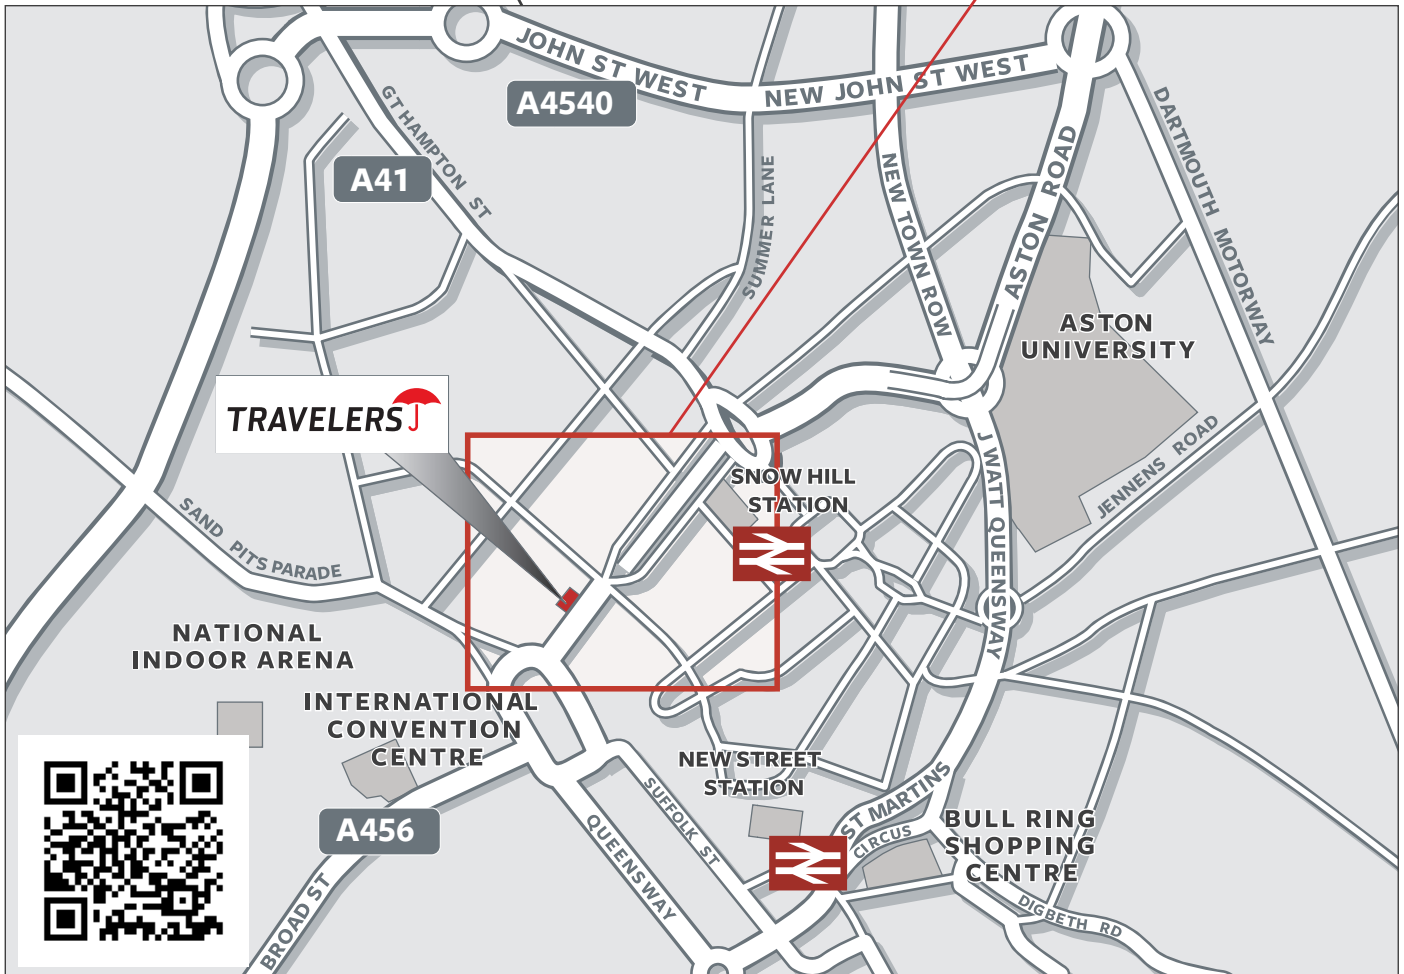 JOHN ST WEST
NEW JOHN ST WEST
A4540
GT HAMPTON ST
A41
SUMMER LANE
NEW TOWN ROW
ASTON ROAD
DARTMOUTH MOTORWAY
ASTON
UNIVERSITY
TRAVELERS
SNOW HILL
STATION
J WATT QUEENSWAY
JENNENS ROAD
SAND PITS PARADE
NATIONAL
INDOOR ARENA
INTERNATIONAL
CONVENTION
CENTRE
NEW STREET
STATION
SUFFOLK ST
ST MARTINS
CIRCUS
BULL RING
SHOPPING
CENTRE
A456
QUEENSWAY
BROAD ST
DIGBETH RD